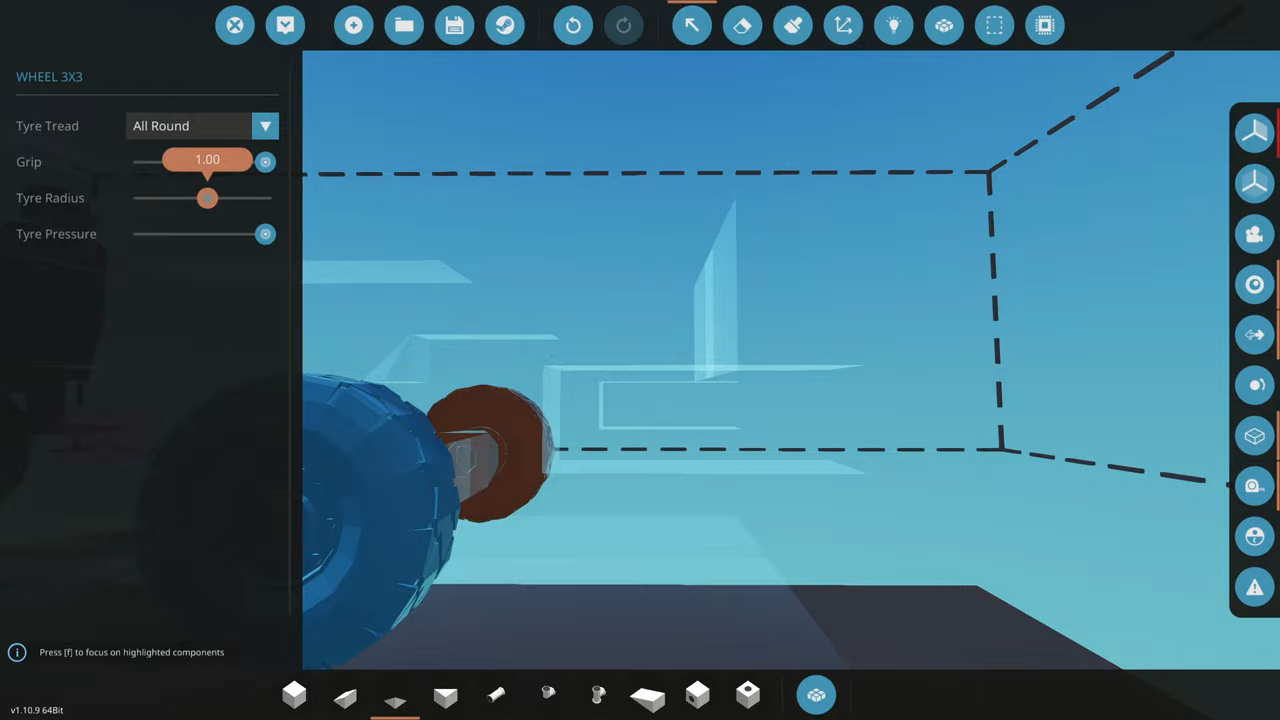 WHEEL 3X3
Tyre Tread
All Round
Grip
1.00
Tyre Radius
Tyre Pressure
Press [f] to focus on highlighted components
v1.10.9 64Bit